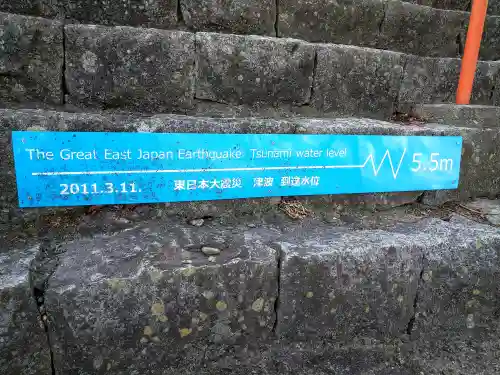 The Great East Japan Earthquake Tsunami water level 5.5m
2011.3.11. 東日本大震災 津波 到達水位